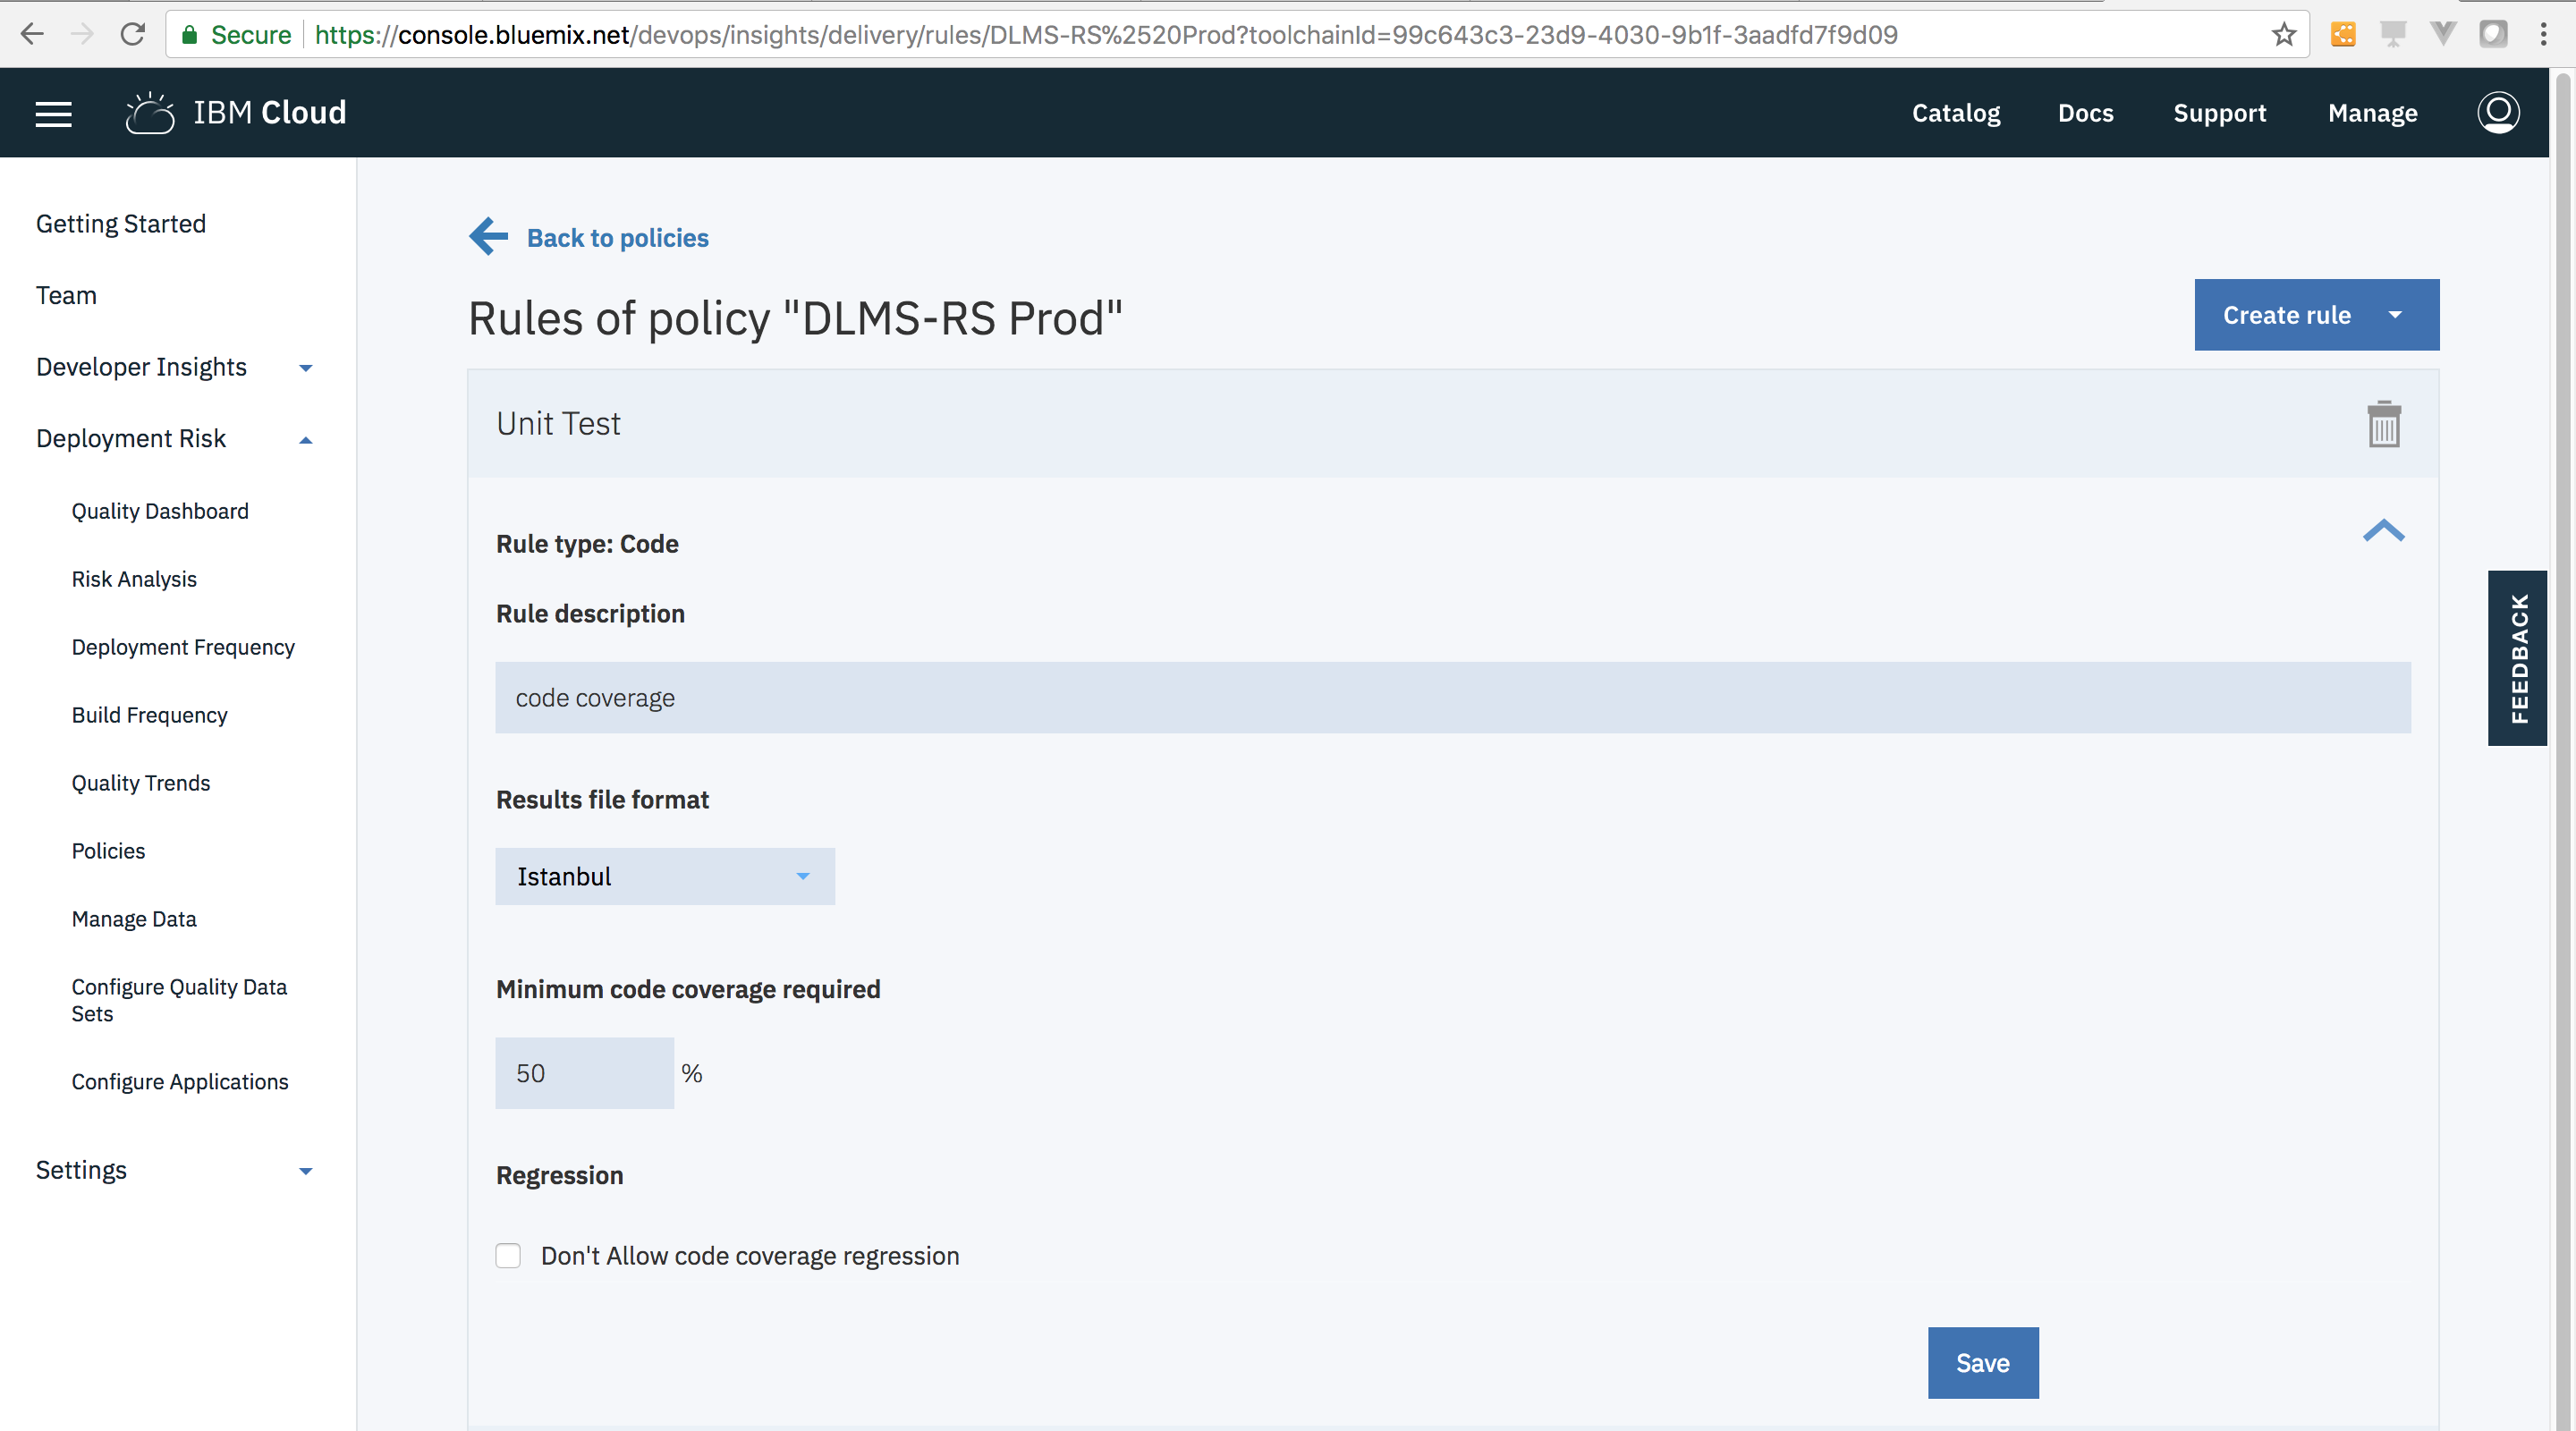 Secure https://console.bluemix.net/devops/insights/delivery/rules/DLMS-RS%2520Prod?toolchainId=99c643c3-23d9-4030-9b1f-3aadfd7f9d09
IBM Cloud
Catalog
Docs
Support
Manage
Getting Started
Team
Developer Insights
Deployment Risk
Quality Dashboard
Risk Analysis
Deployment Frequency
Build Frequency
Quality Trends
Policies
Manage Data
Configure Quality Data
Sets
Configure Applications
Settings
Back to policies
Rules of policy "DLMS-RS Prod"
Create rule
Unit Test
Rule type: Code
Rule description
code coverage
Results file format
Istanbul
Minimum code coverage required
50 %
Regression
Don't Allow code coverage regression
Save
FEEDBACK